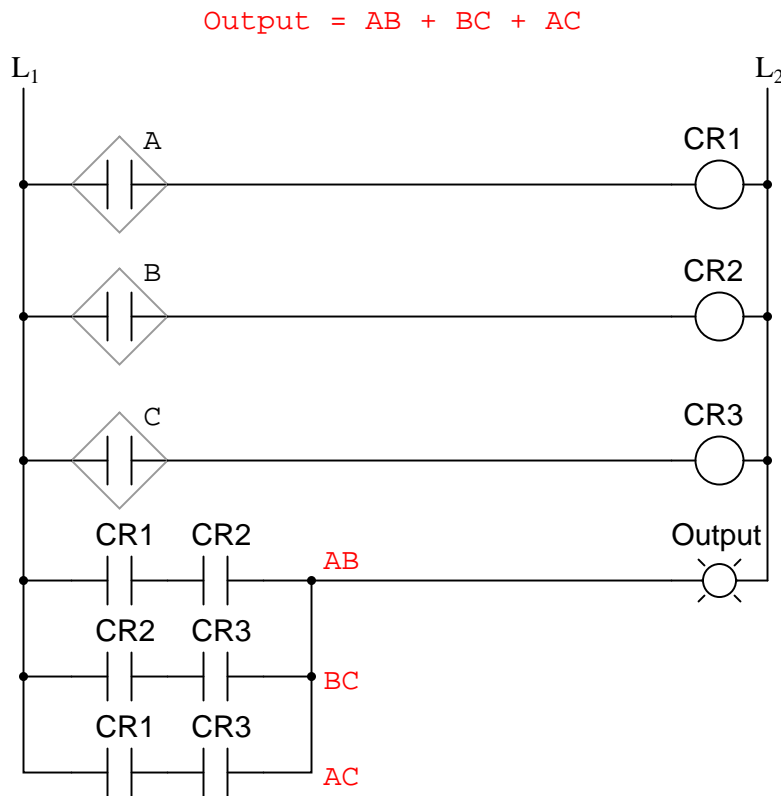 Output = AB + BC + AC
L1 L2
A CR1
B CR2
C CR3
CR1 CR2 AB Output
CR2 CR3 BC
CR1 CR3 AC